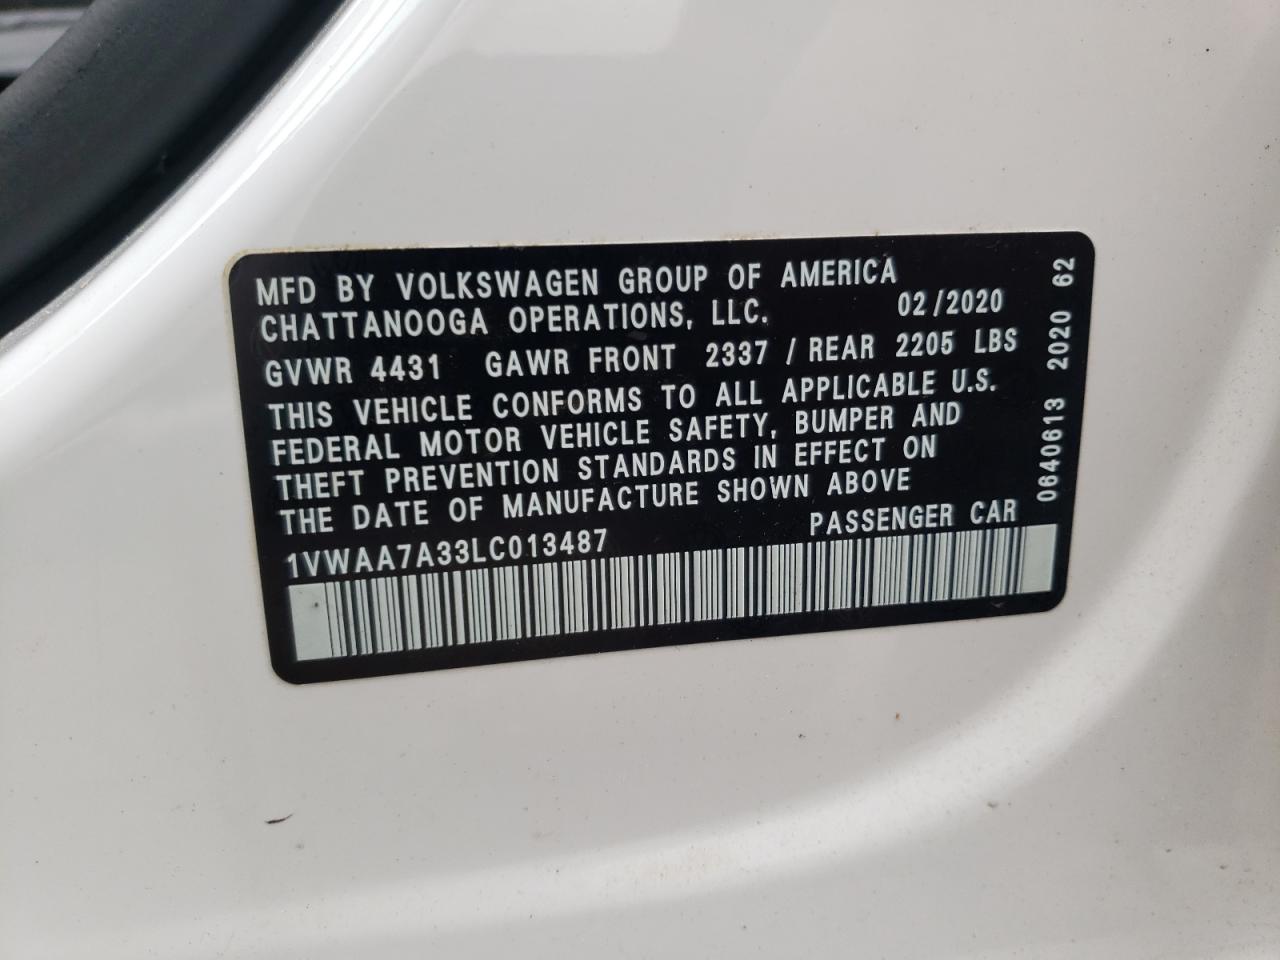 MFD BY VOLKSWAGEN GROUP OF AMERICA
CHATTANOOGA OPERATIONS, LLC. 02/2020
GVWR 4431 GAWR FRONT 2337 / REAR 2205 LBS
THIS VEHICLE CONFORMS TO ALL APPLICABLE U.S.
FEDERAL MOTOR VEHICLE SAFETY, BUMPER AND
THEFT PREVENTION STANDARDS IN EFFECT ON
THE DATE OF MANUFACTURE SHOWN ABOVE
1VWAA7A33LC013487 PASSENGER CAR
0640613 2020 62